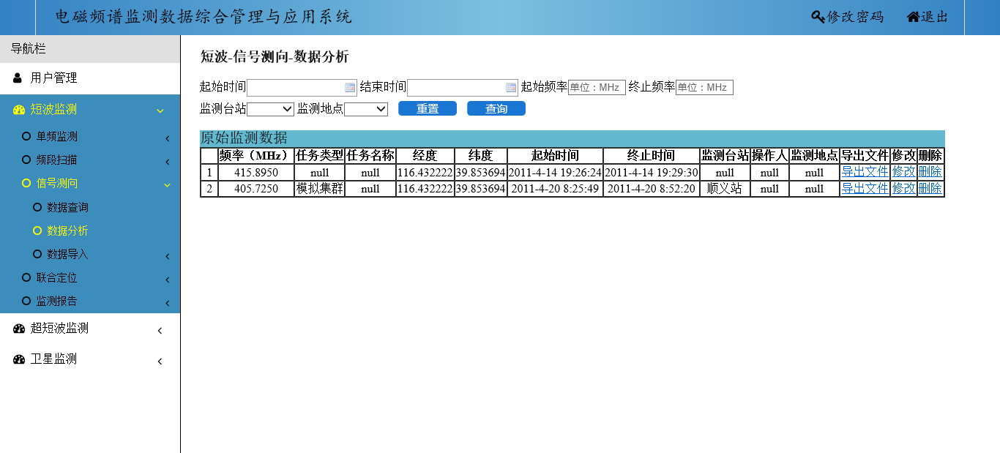 电磁频谱监测数据综合管理与应用系统 修改密码 退出
导航栏
用户管理
短波监测
单频监测
频段扫描
信号测向
数据查询
数据分析
数据导入
联合定位
监测报告
超短波监测
卫星监测
短波-信号测向-数据分析
起始时间 结束时间 起始频率 单位：MHz 终止频率 单位：MHz
监测台站 监测地点 重置 查询
原始监测数据
频率（MHz） 任务类型 任务名称 经度 纬度 起始时间 终止时间 监测台站 操作人 监测地点 导出文件 修改 删除
1 415.8950 null null 116.432222 39.853694 2011-4-14 19:26:24 2011-4-14 19:29:30 null null null 导出文件 修改 删除
2 405.7250 模拟集群 null 116.432222 39.853694 2011-4-20 8:25:49 2011-4-20 8:52:20 顺义站 null null 导出文件 修改 删除